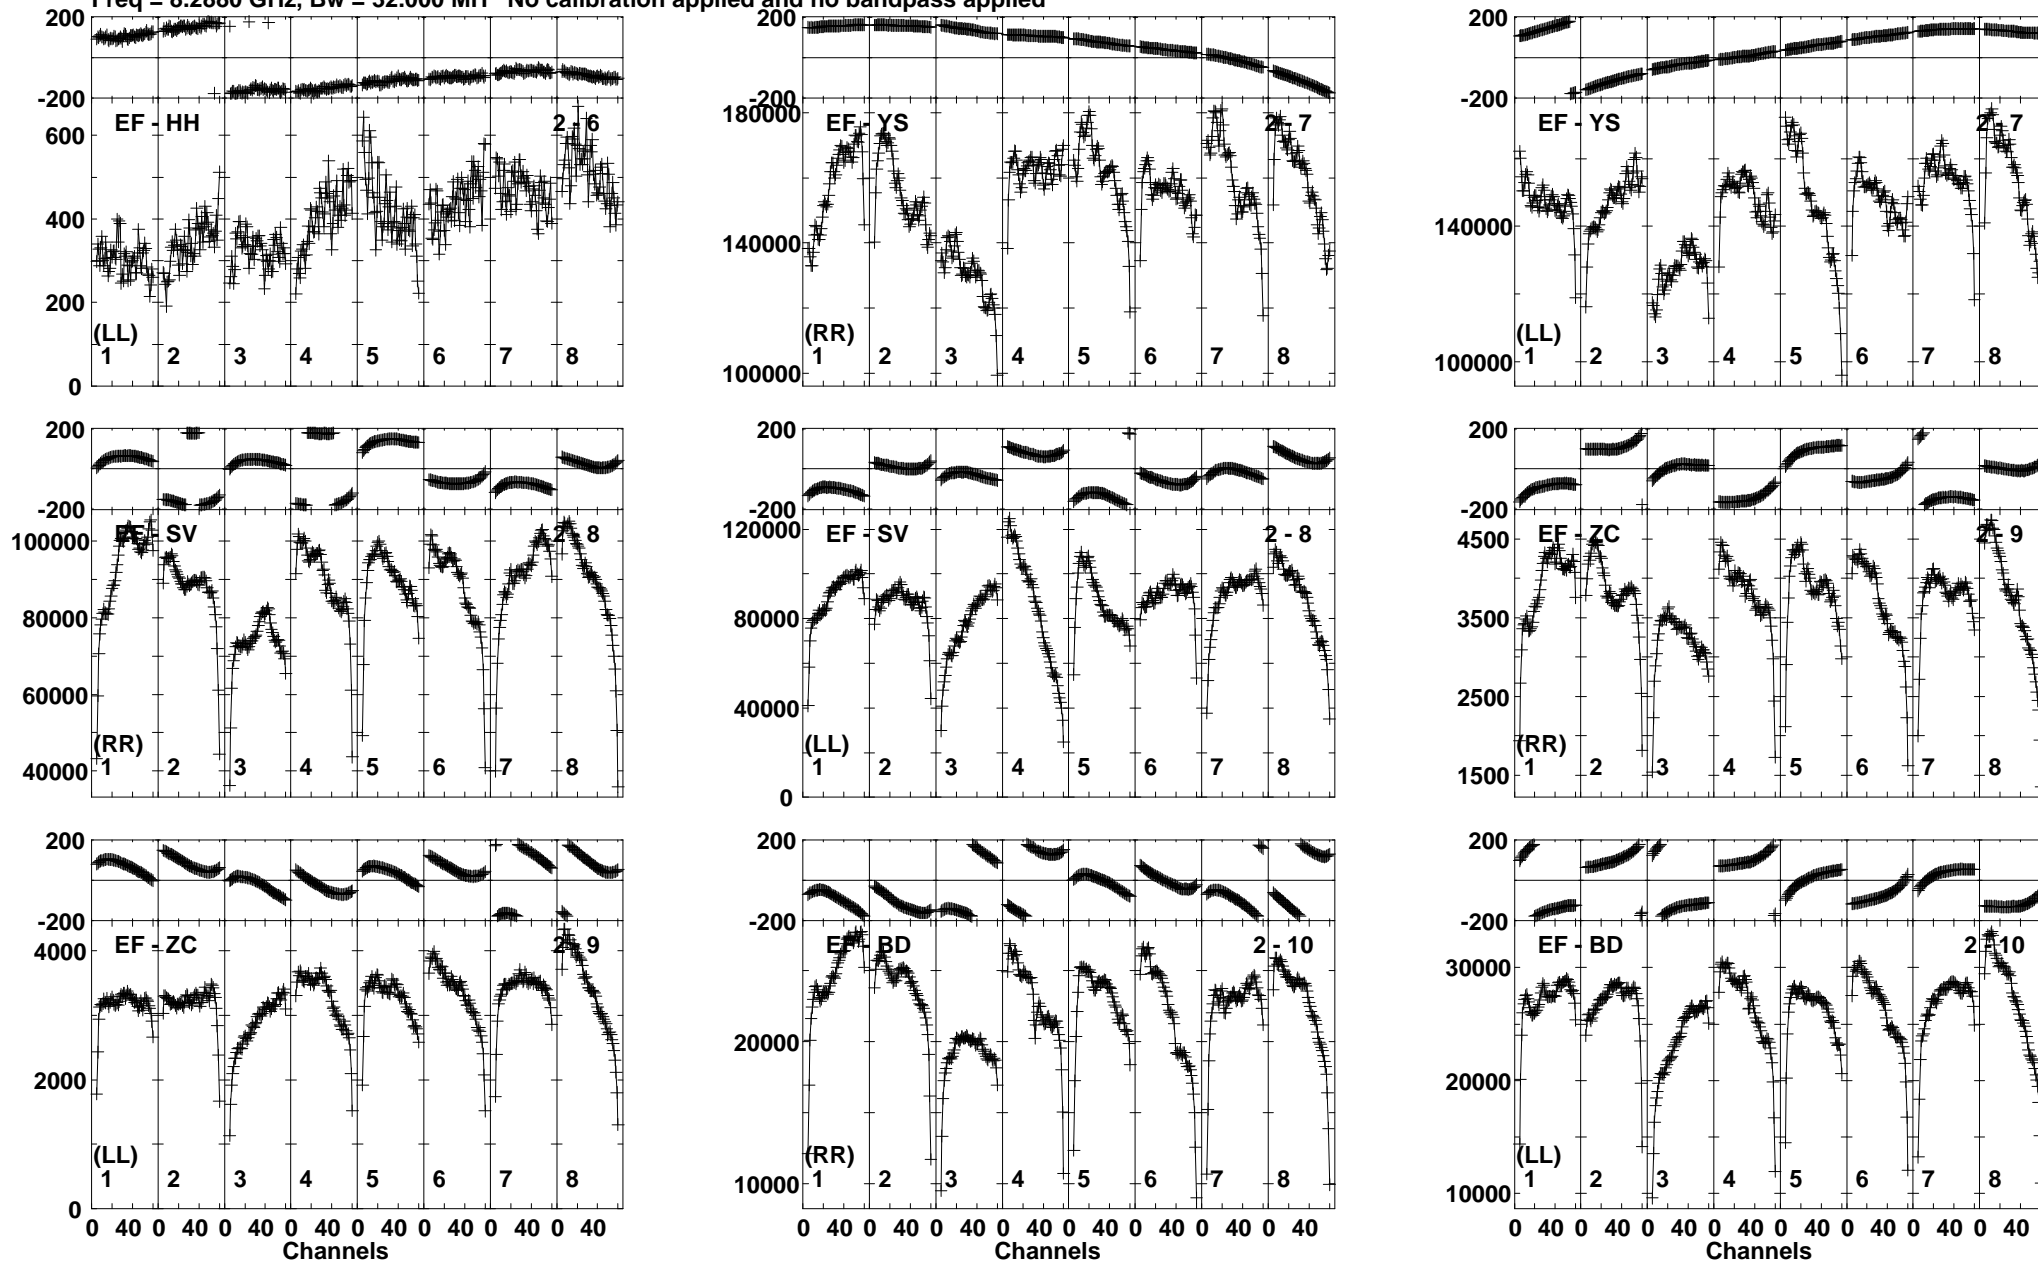 Freq = 8.2880 GHz, Bw = 32.000 MH No calibration applied and no bandpass applied
200
-200
EF - HH 2 - 6
600
400
200
0
(LL)
1 2 3 4 5 6 7 8
200
-200
180000
EF - YS 2 - 7
140000
100000
(RR)
1 2 3 4 5 6 7 8
200
-200
EF - YS 2 - 7
140000
100000
(LL)
1 2 3 4 5 6 7 8
200
-200
EF - SV 2 - 8
100000
80000
60000
40000
(RR)
1 2 3 4 5 6 7 8
200
-200
EF - SV 2 - 8
120000
80000
40000
0
(LL)
1 2 3 4 5 6 7 8
200
-200
EF - ZC 2 - 9
4500
3500
2500
1500
(RR)
1 2 3 4 5 6 7 8
200
-200
EF - ZC 2 - 9
4000
2000
0
(LL)
1 2 3 4 5 6 7 8
0 40 0 40 0 40 0 40 0 40 0 40 0 40 0 40
Channels
200
-200
EF - BD 2 - 10
20000
10000
(RR)
1 2 3 4 5 6 7 8
0 40 0 40 0 40 0 40 0 40 0 40 0 40 0 40
Channels
200
-200
EF - BD 2 - 10
30000
20000
10000
(LL)
1 2 3 4 5 6 7 8
0 40 0 40 0 40 0 40 0 40 0 40 0 40 0 40
Channels